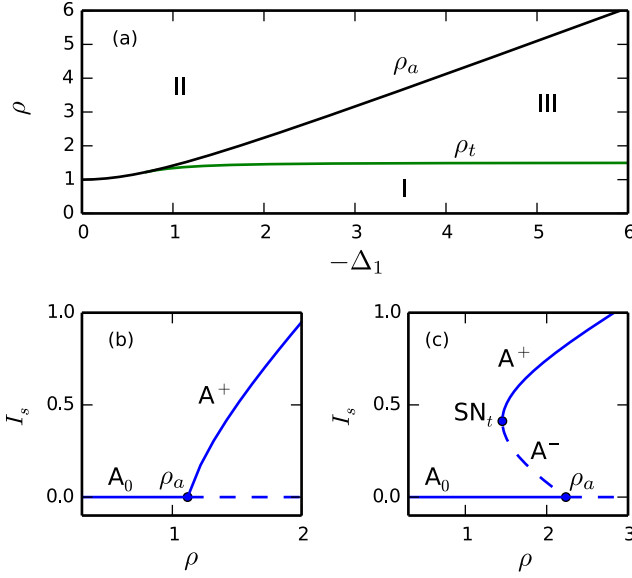 6
(a)
5
ρₐ
II
4
ρ
III
3
2
ρₜ
1
I
0
0 1 2 3 4 5 6
−Δ₁
1.0 1.0
(b) (c)
A⁺ A⁺
Iₛ 0.5 Iₛ 0.5
SNₜ
A⁻
A₀ ρₐ A₀ ρₐ
0.0 0.0
1 2 1 2 3
ρ ρ